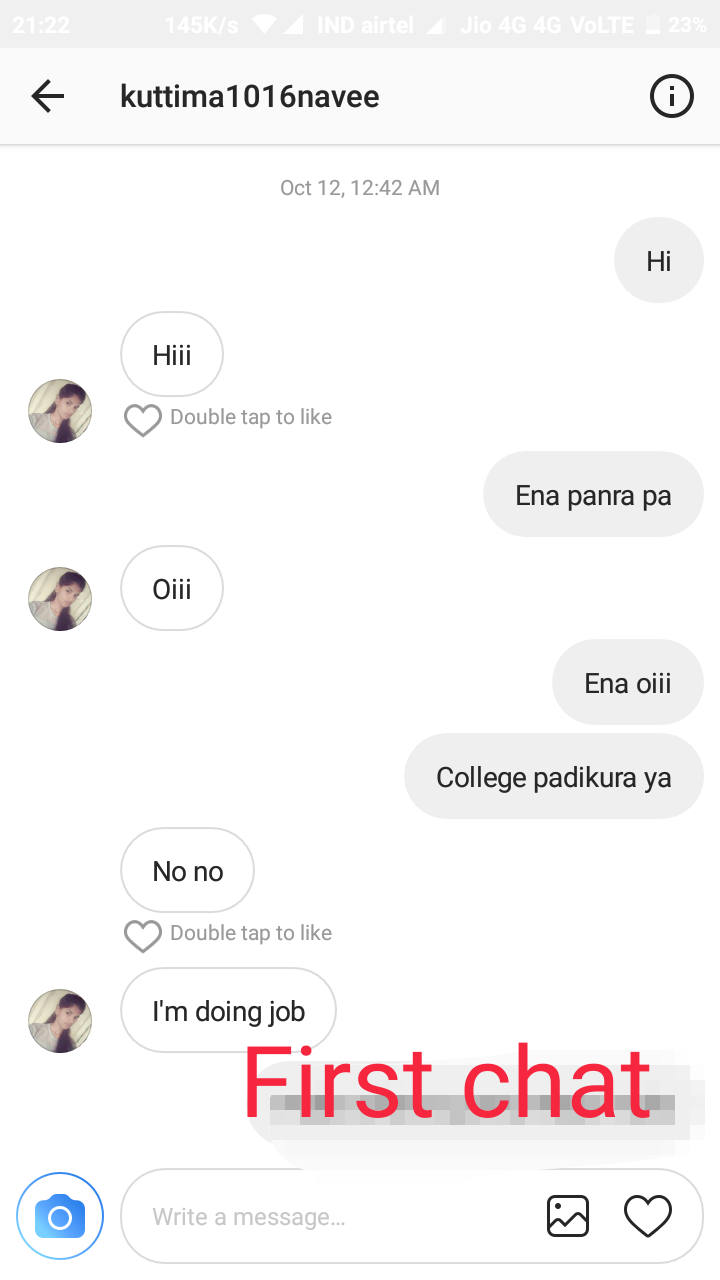 21:22 145K/s IND airtel Jio 4G 4G VoLTE 23%
kuttima1016navee
Oct 12, 12:42 AM
Hi
Hiii
Double tap to like
Ena panra pa
Oiii
Ena oiii
College padikura ya
No no
Double tap to like
I'm doing job
First chat
Write a message...